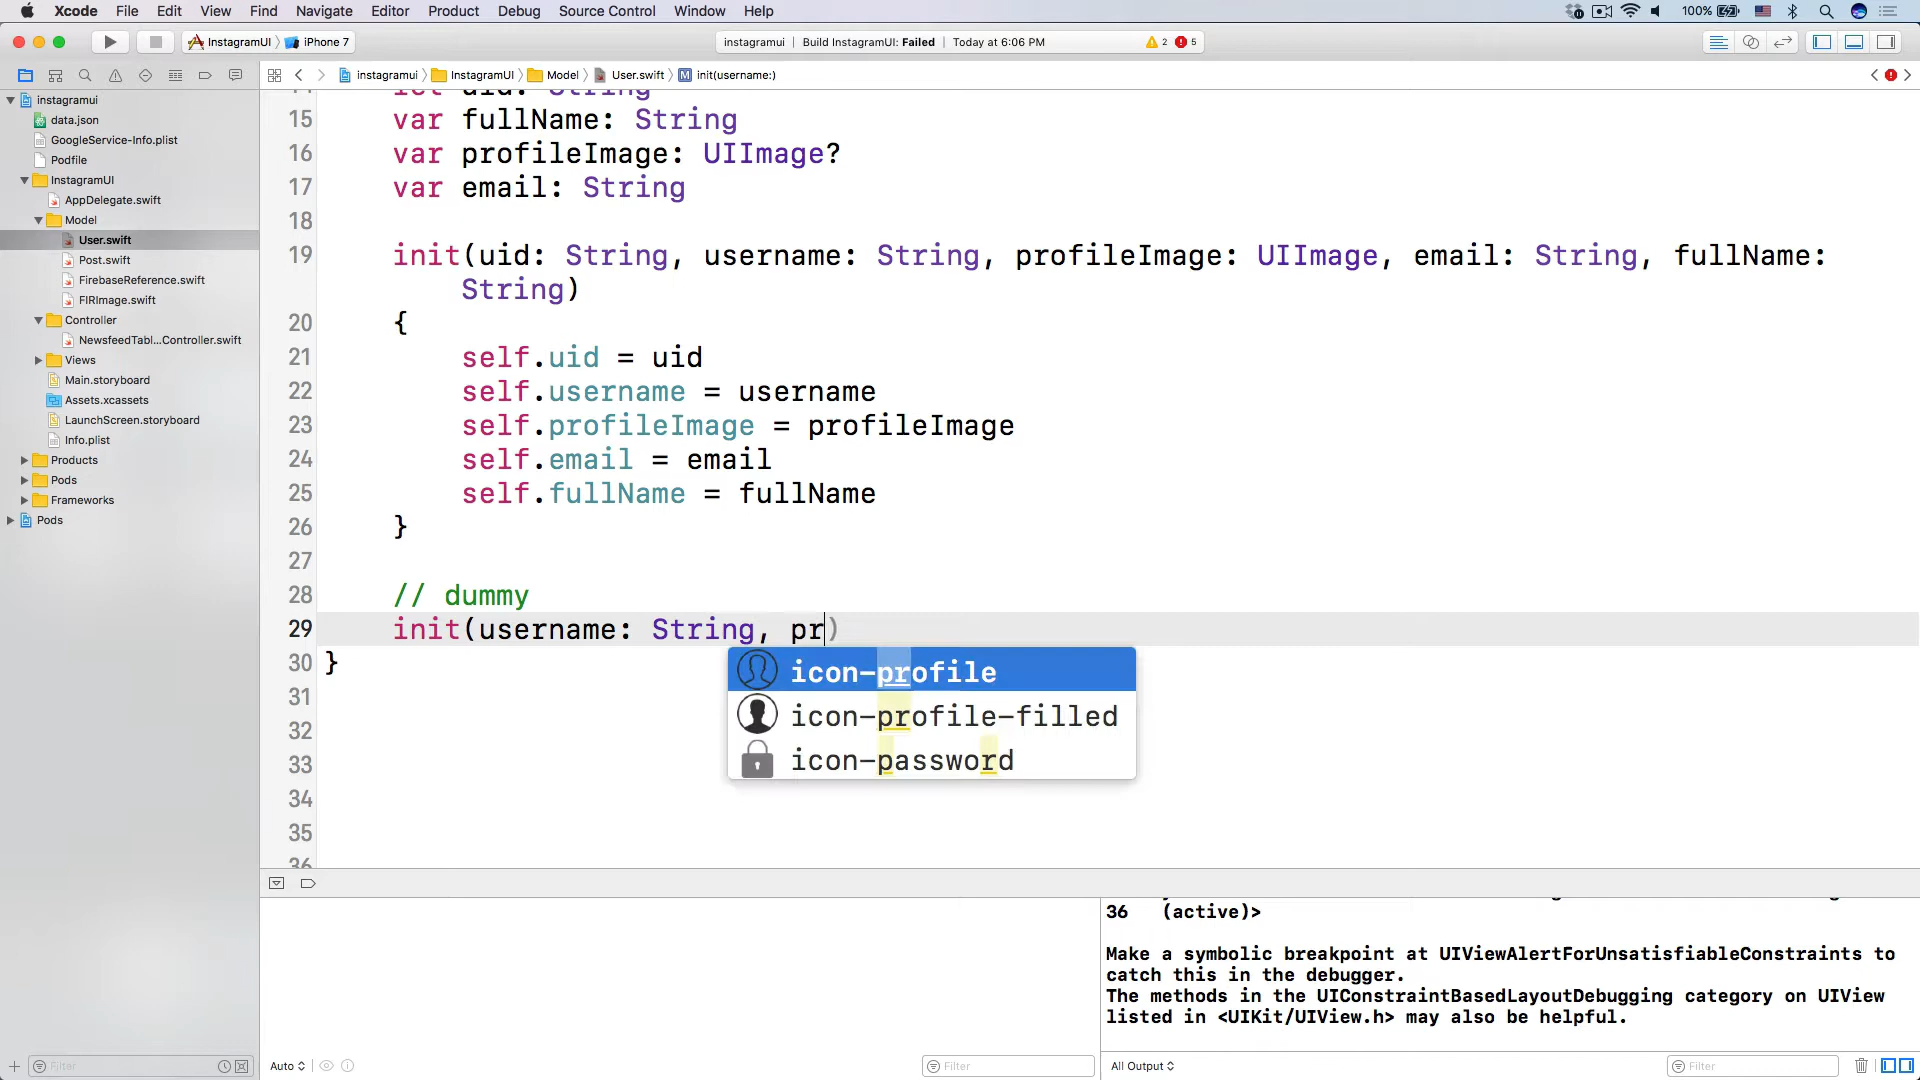 Xcode File Edit View Find Navigate Editor Product Debug Source Control Window Help 100%
InstagramUI iPhone 7 instagramui Build InstagramUI: Failed Today at 6:06 PM 2 5
instagramui InstagramUI Model User.swift M init(username:)
instagramui
data.json
GoogleService-Info.plist
Podfile
InstagramUI
AppDelegate.swift
Model
User.swift
Post.swift
FirebaseReference.swift
FIRImage.swift
Controller
NewsfeedTabl...Controller.swift
Views
Main.storyboard
Assets.xcassets
LaunchScreen.storyboard
Info.plist
Products
Pods
Frameworks
Pods
Filter
14 let uid: String
15 var fullName: String
16 var profileImage: UIImage?
17 var email: String
18
19 init(uid: String, username: String, profileImage: UIImage, email: String, fullName:
String)
20 {
21 self.uid = uid
22 self.username = username
23 self.profileImage = profileImage
24 self.email = email
25 self.fullName = fullName
26 }
27
28 // dummy
29 init(username: String, pr)
30 }
31
32
33
34
35
36
icon-profile
icon-profile-filled
icon-password
Auto
Filter
36 (active)>
Make a symbolic breakpoint at UIViewAlertForUnsatisfiableConstraints to
catch this in the debugger.
The methods in the UIConstraintBasedLayoutDebugging category on UIView
listed in <UIKit/UIView.h> may also be helpful.
All Output
Filter